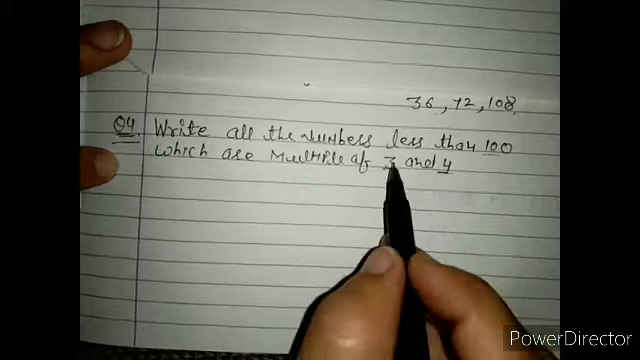 36, 72, 108.
Q4. Write all the numbers less than 100
which are multiple of 3 and 4
PowerDirector